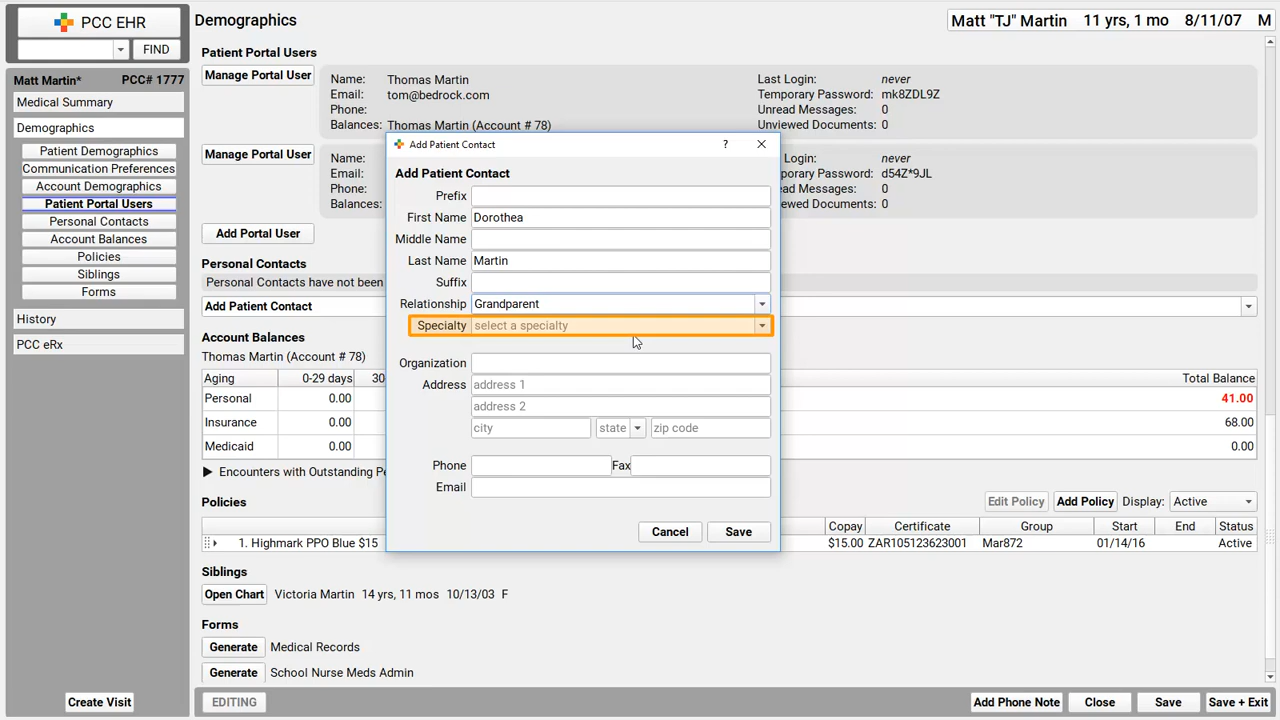 PCC EHR
FIND
Matt Martin* PCC# 1777
Medical Summary
Demographics
Patient Demographics
Communication Preferences
Account Demographics
Patient Portal Users
Personal Contacts
Account Balances
Policies
Siblings
Forms
History
PCC eRx
Create Visit
Demographics
Matt "TJ" Martin 11 yrs, 1 mo 8/11/07 M
Patient Portal Users
Manage Portal User
Name: Thomas Martin Last Login: never
Email: tom@bedrock.com Temporary Password: mk8ZDL9Z
Phone: Unread Messages: 0
Balances: Thomas Martin (Account # 78) Unviewed Documents: 0
Manage Portal User
Name: Login: never
Email: porary Password: d54Z*9JL
Phone: ad Messages: 0
Balances: ed Documents: 0
Add Portal User
Personal Contacts
Personal Contacts have not been
Add Patient Contact
Account Balances
Thomas Martin (Account # 78)
Aging 0-29 days 30- Total Balance
Personal 0.00 41.00
Insurance 0.00 68.00
Medicaid 0.00 0.00
Encounters with Outstanding Pe
Policies Edit Policy Add Policy Display: Active
Copay Certificate Group Start End Status
1. Highmark PPO Blue $15 $15.00 ZAR105123623001 Mar872 01/14/16 Active
Siblings
Open Chart Victoria Martin 14 yrs, 11 mos 10/13/03 F
Forms
Generate Medical Records
Generate School Nurse Meds Admin
EDITING Add Phone Note Close Save Save + Exit
Add Patient Contact ?
Add Patient Contact
Prefix
First Name Dorothea
Middle Name
Last Name Martin
Suffix
Relationship Grandparent
Specialty select a specialty
Organization
Address address 1
address 2
city state zip code
Phone Fax
Email
Cancel Save